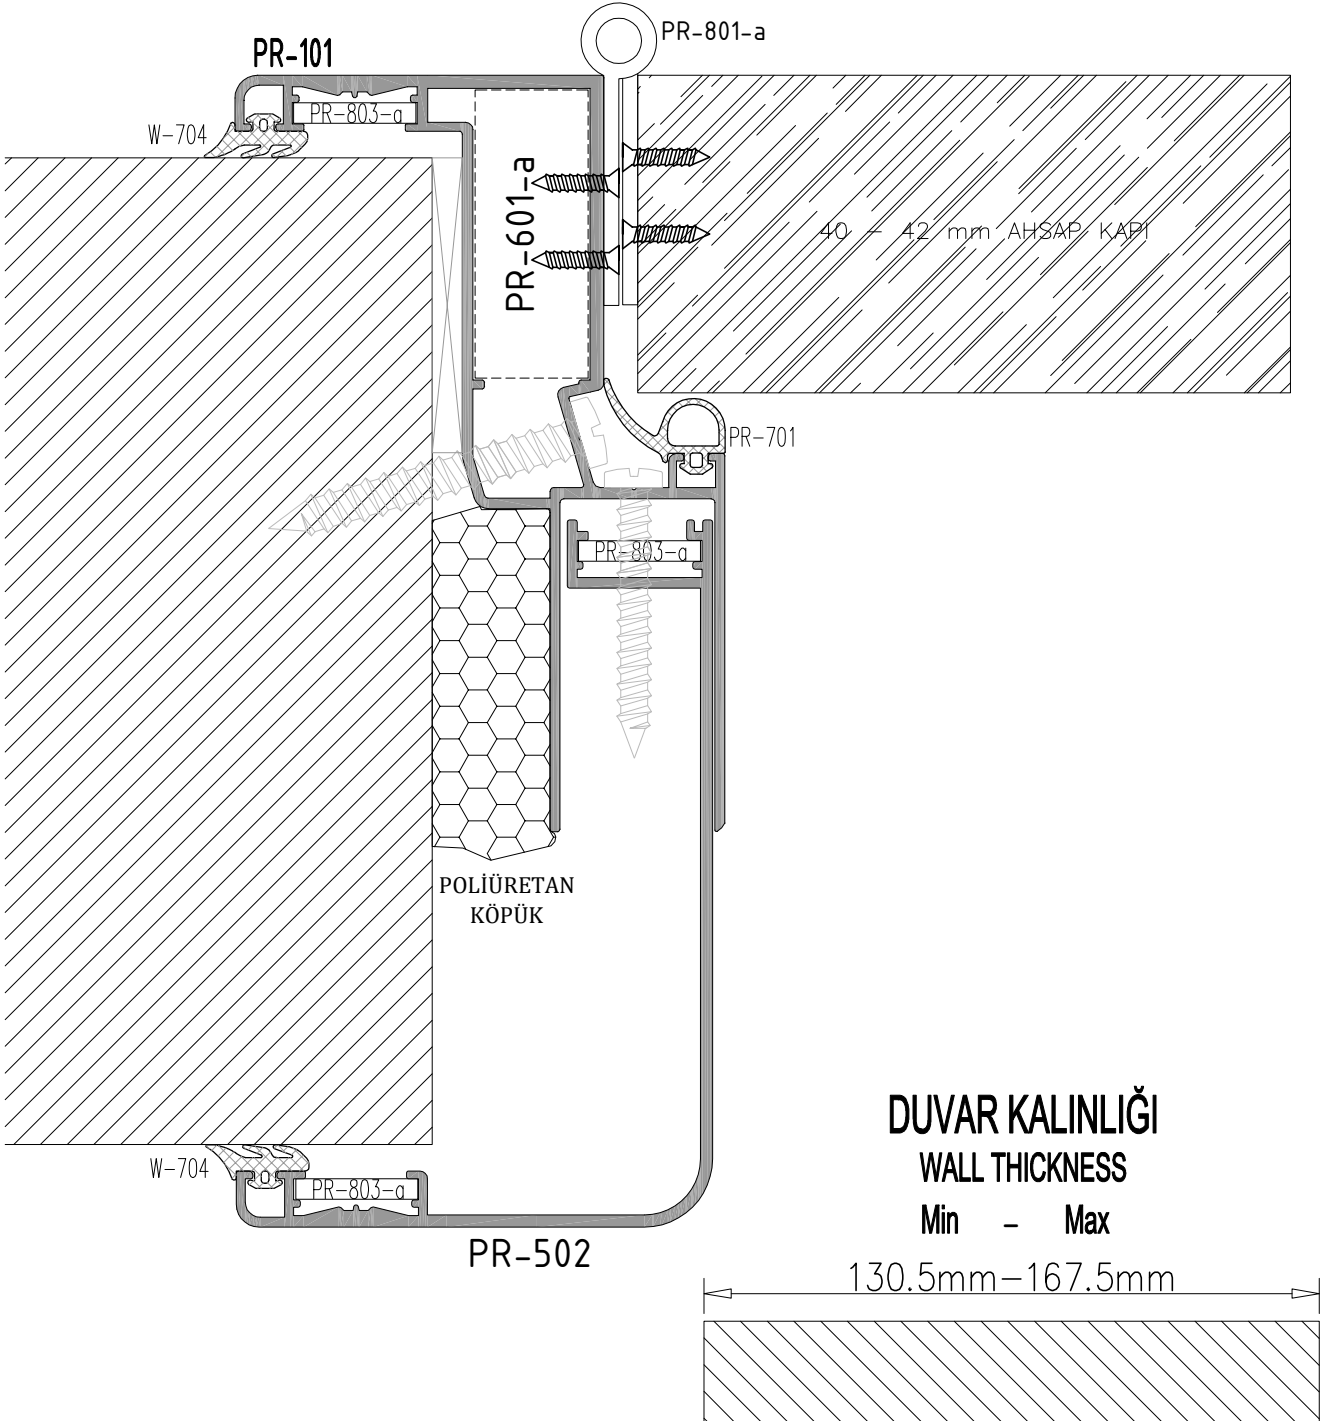 PR-801-a
PR-101
PR-803-a
W-704
PR-601-a
40 - 42 mm AHSAP KAPI
PR-701
PR-803-a
POLİÜRETAN
KÖPÜK
DUVAR KALINLIĞI
W-704
WALL THICKNESS
PR-803-a
Min - Max
PR-502
130.5mm-167.5mm